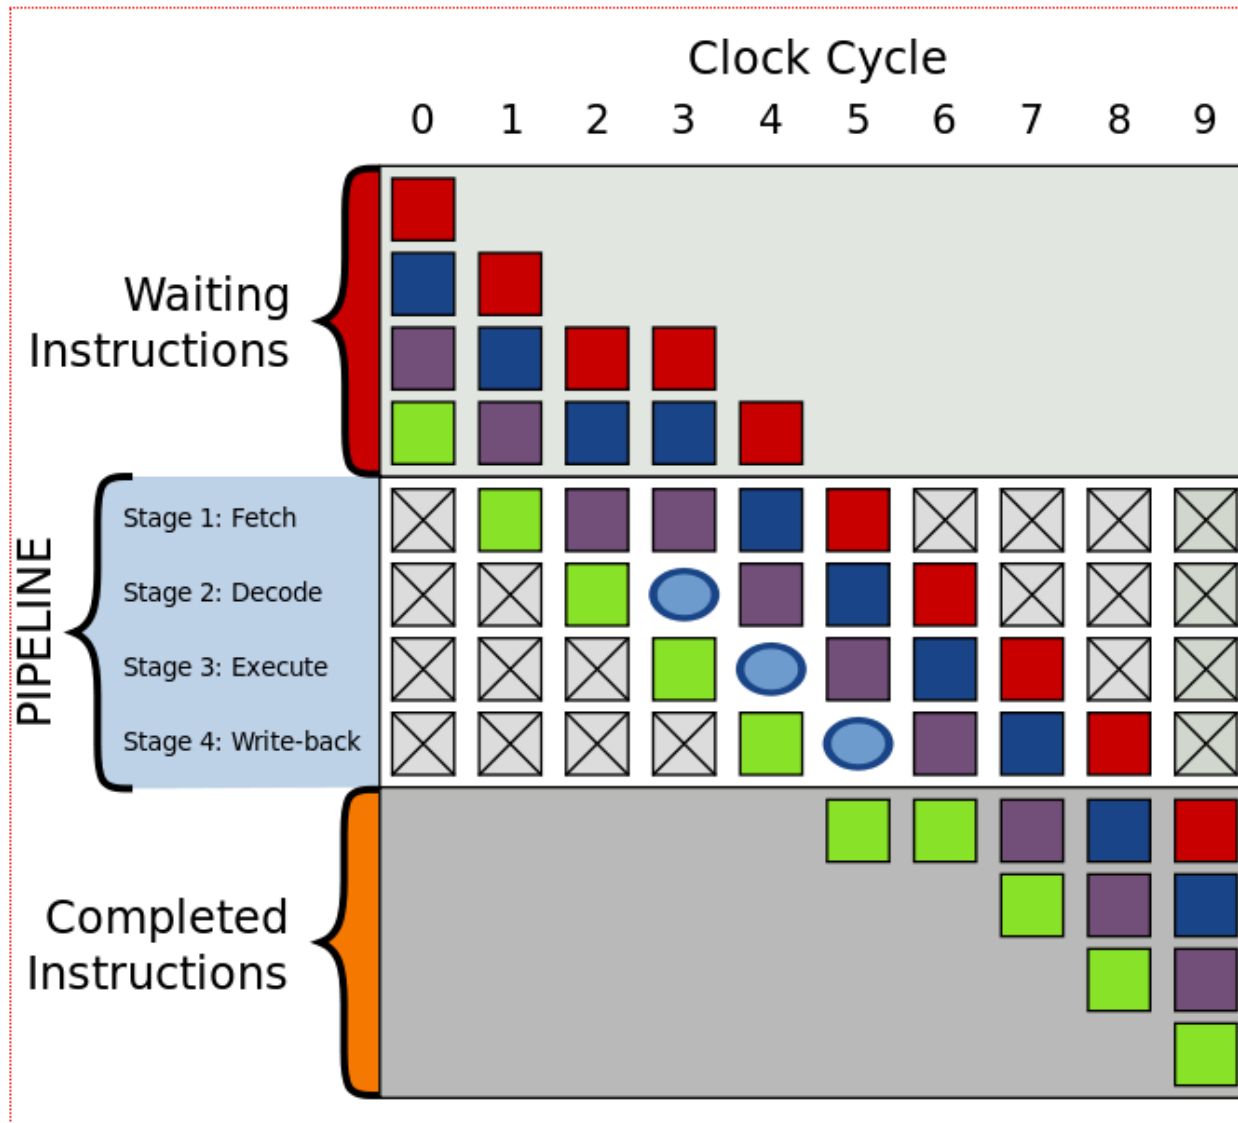 Clock Cycle
0 1 2 3 4 5 6 7 8 9
Waiting
Instructions
PIPELINE
Stage 1: Fetch
Stage 2: Decode
Stage 3: Execute
Stage 4: Write-back
Completed
Instructions